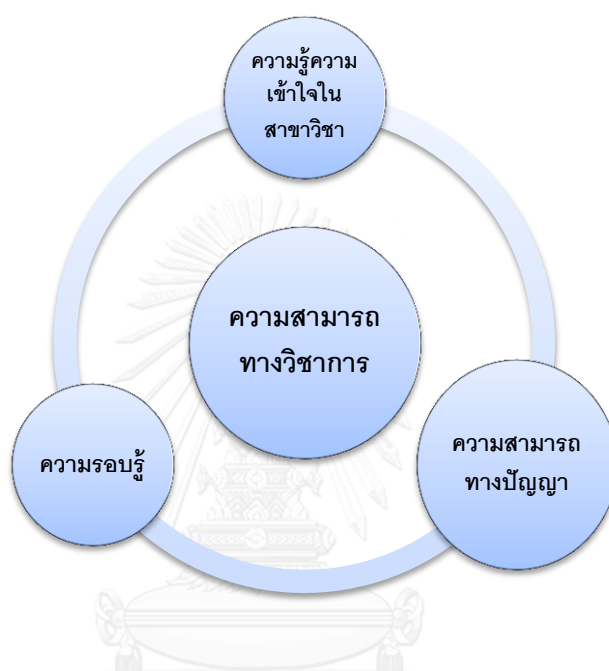 ความรู้ความ
เข้าใจใน
สาขาวิชา
ความสามารถ
ทางวิชาการ
ความรอบรู้
ความสามารถ
ทางปัญญา